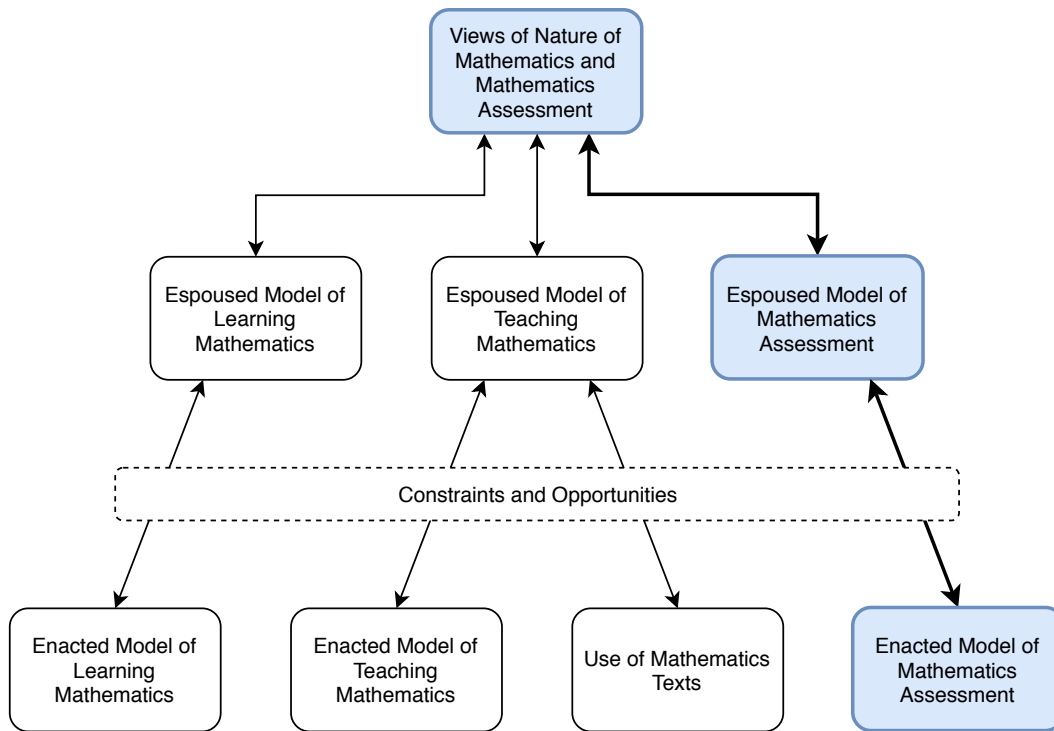 Views of Nature of
Mathematics and
Mathematics
Assessment
Espoused Model of
Learning
Mathematics
Espoused Model of
Teaching
Mathematics
Espoused Model of
Mathematics
Assessment
Constraints and Opportunities
Enacted Model of
Learning
Mathematics
Enacted Model of
Teaching
Mathematics
Use of Mathematics
Texts
Enacted Model of
Mathematics
Assessment